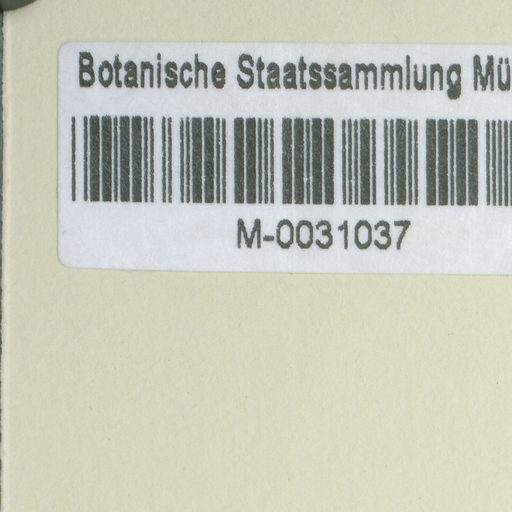 Botanische Staatssammlung Mü
M-0031037